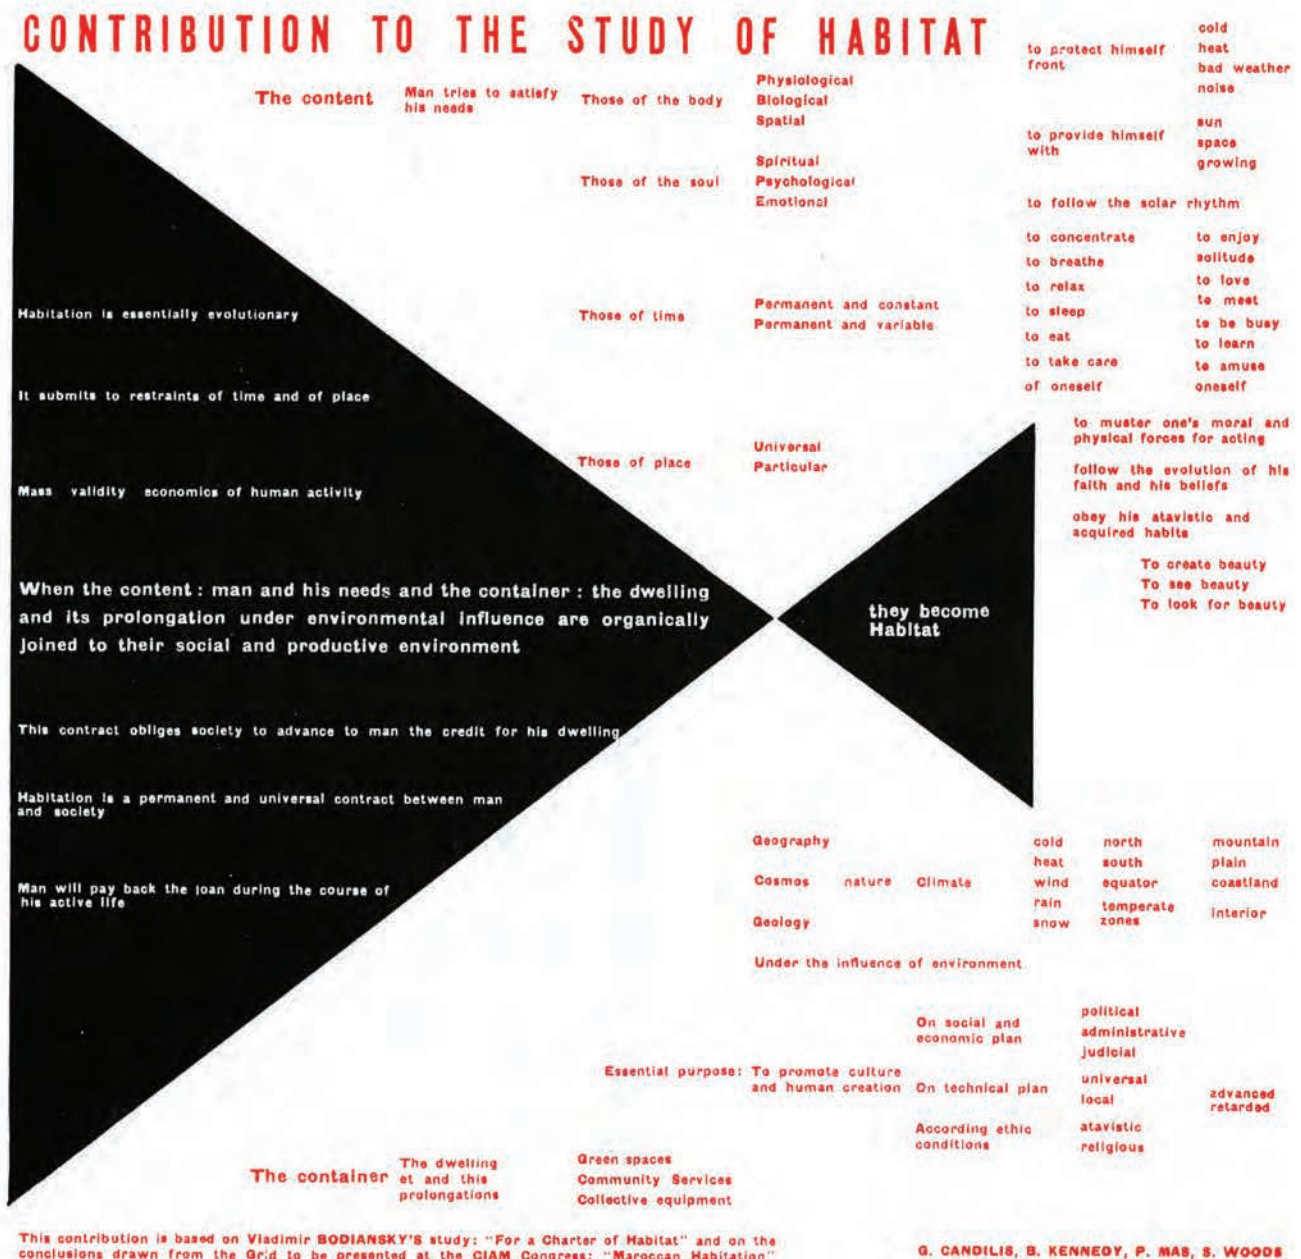 CONTRIBUTION TO THE STUDY OF HABITAT
The content
Man tries to satisfy
his needs
Those of the body
Physiological
Biological
Spatial
Those of the soul
Spiritual
Psychological
Emotional
Those of time
Permanent and constant
Permanent and variable
Those of place
Universal
Particular
to protect himself
front
cold
heat
bad weather
noise
to provide himself
with
sun
space
growing
to follow the solar rhythm
to concentrate
to breathe
to relax
to sleep
to eat
to take care
of oneself
to enjoy
solitude
to love
to meet
to be busy
to learn
to amuse
oneself
to muster one's moral and
physical forces for acting
follow the evolution of his
faith and his beliefs
obey his atavistic and
acquired habits
To create beauty
To see beauty
To look for beauty
Habitation is essentially evolutionary
It submits to restraints of time and of place
Mass validity economics of human activity
When the content : man and his needs and the container : the dwelling
and its prolongation under environmental influence are organically
joined to their social and productive environment
they become
Habitat
This contract obliges society to advance to man the credit for his dwelling
Habitation is a permanent and universal contract between man
and society
Man will pay back the loan during the course of
his active life
Geography
Cosmos nature Climate
Geology
cold
heat
wind
rain
snow
north
south
equator
temperate
zones
mountain
plain
coastland
interior
Under the influence of environment
Essential purpose: To promote culture
and human creation
On social and
economic plan
political
administrative
judicial
On technical plan
universal
local
advanced
retarded
According ethic
conditions
atavistic
religious
The container
The dwelling
et and this
prolongations
Green spaces
Community Services
Collective equipment
This contribution is based on Vladimir BODIANSKY'S study: "For a Charter of Habitat" and on the
conclusions drawn from the Grid to be presented at the CIAM Congress: "Maroccan Habitation"
G. CANDILIS, B. KENNEDY, P. MAS, S. WOODS